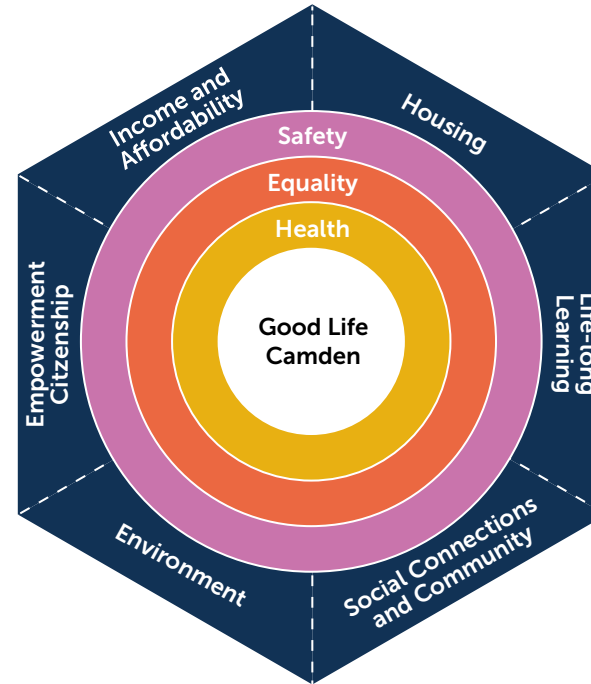 Income and
Affordability
Housing
Safety
Equality
Health
Good Life
Camden
Empowerment
Citzenship
Life-long
Learning
Environment
Social Connections
and Community